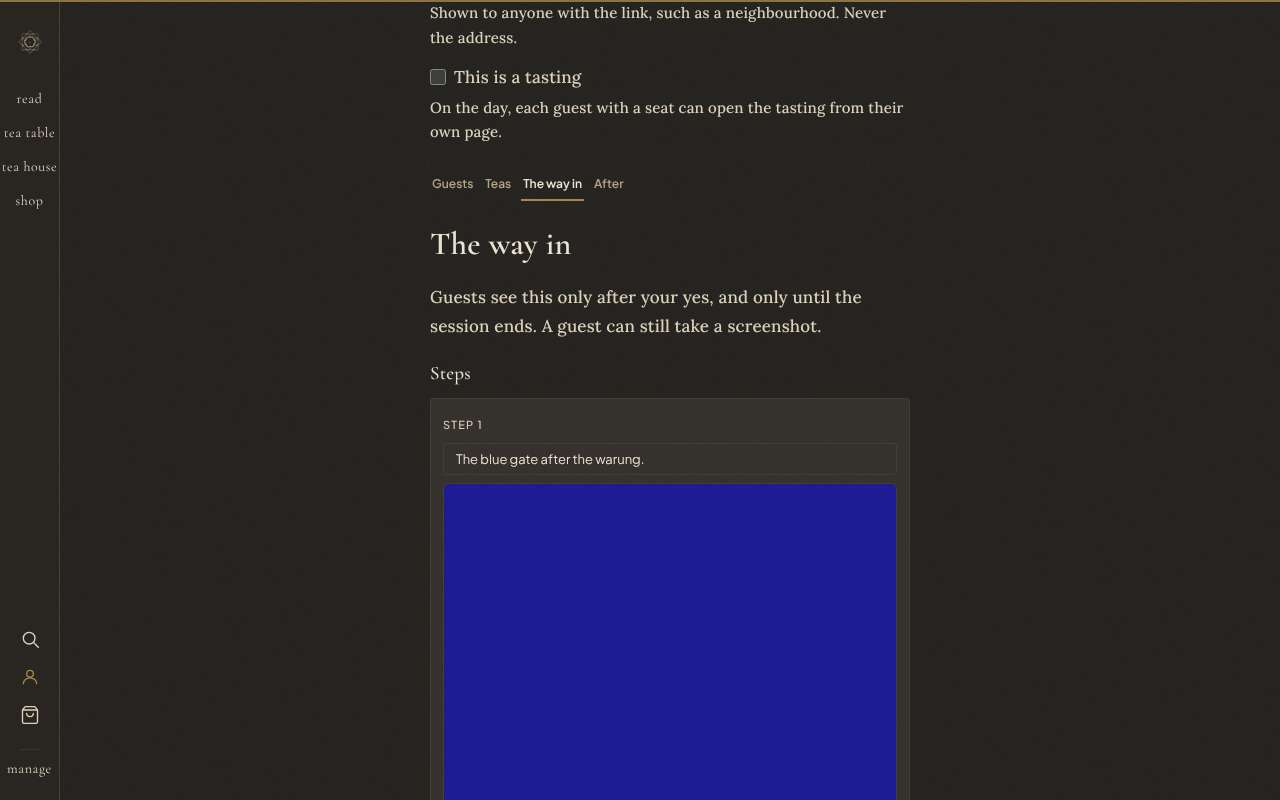 Shown to anyone with the link, such as a neighbourhood. Never
the address.
This is a tasting
On the day, each guest with a seat can open the tasting from their
own page.
Guests
Teas
The way in
After
The way in
Guests see this only after your yes, and only until the
session ends. A guest can still take a screenshot.
Steps
STEP 1
The blue gate after the warung.
read
tea table
tea house
shop
manage